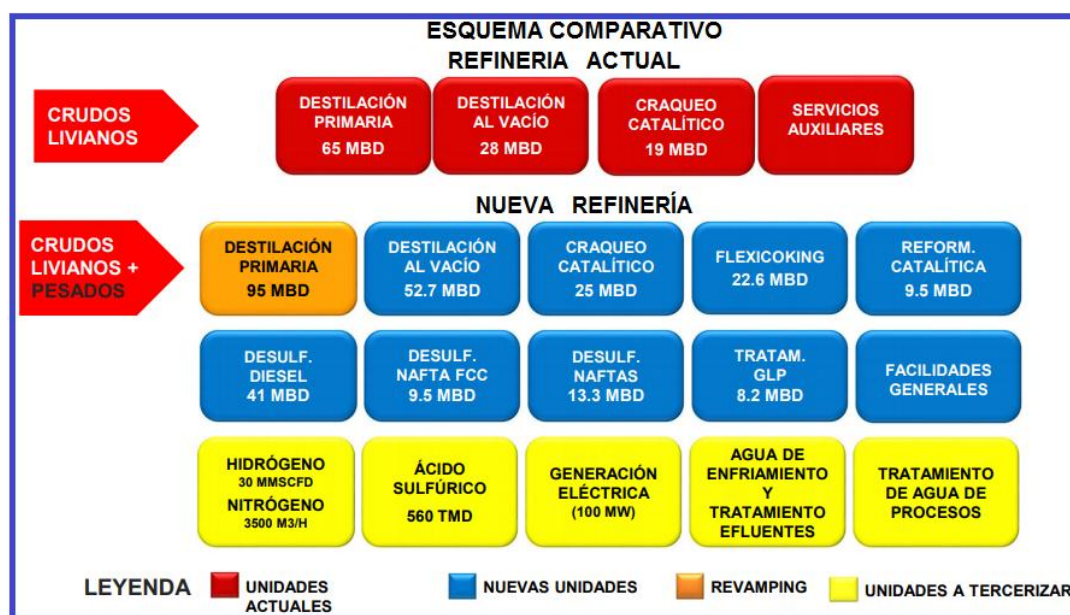 ESQUEMA COMPARATIVO
REFINERIA ACTUAL
CRUDOS
LIVIANOS
DESTILACIÓN
PRIMARIA
65 MBD
DESTILACIÓN
AL VACÍO
28 MBD
CRAQUEO
CATALÍTICO
19 MBD
SERVICIOS
AUXILIARES
NUEVA REFINERÍA
CRUDOS
LIVIANOS +
PESADOS
DESTILACIÓN
PRIMARIA
95 MBD
DESTILACIÓN
AL VACÍO
52.7 MBD
CRAQUEO
CATALÍTICO
25 MBD
FLEXICOKING
22.6 MBD
REFORM.
CATALÍTICA
9.5 MBD
DESULF.
DIESEL
41 MBD
DESULF.
NAFTA FCC
9.5 MBD
DESULF.
NAFTAS
13.3 MBD
TRATAM.
GLP
8.2 MBD
FACILIDADES
GENERALES
HIDRÓGENO
30 MMSCFD
NITRÓGENO
3500 M3/H
ÁCIDO
SULFÚRICO
560 TMD
GENERACIÓN
ELÉCTRICA
(100 MW)
AGUA DE
ENFRIAMIENTO
Y
TRATAMIENTO
EFLUENTES
TRATAMIENTO
DE AGUA DE
PROCESOS
LEYENDA
UNIDADES
ACTUALES
NUEVAS UNIDADES
REVAMPING
UNIDADES A TERCERIZAR